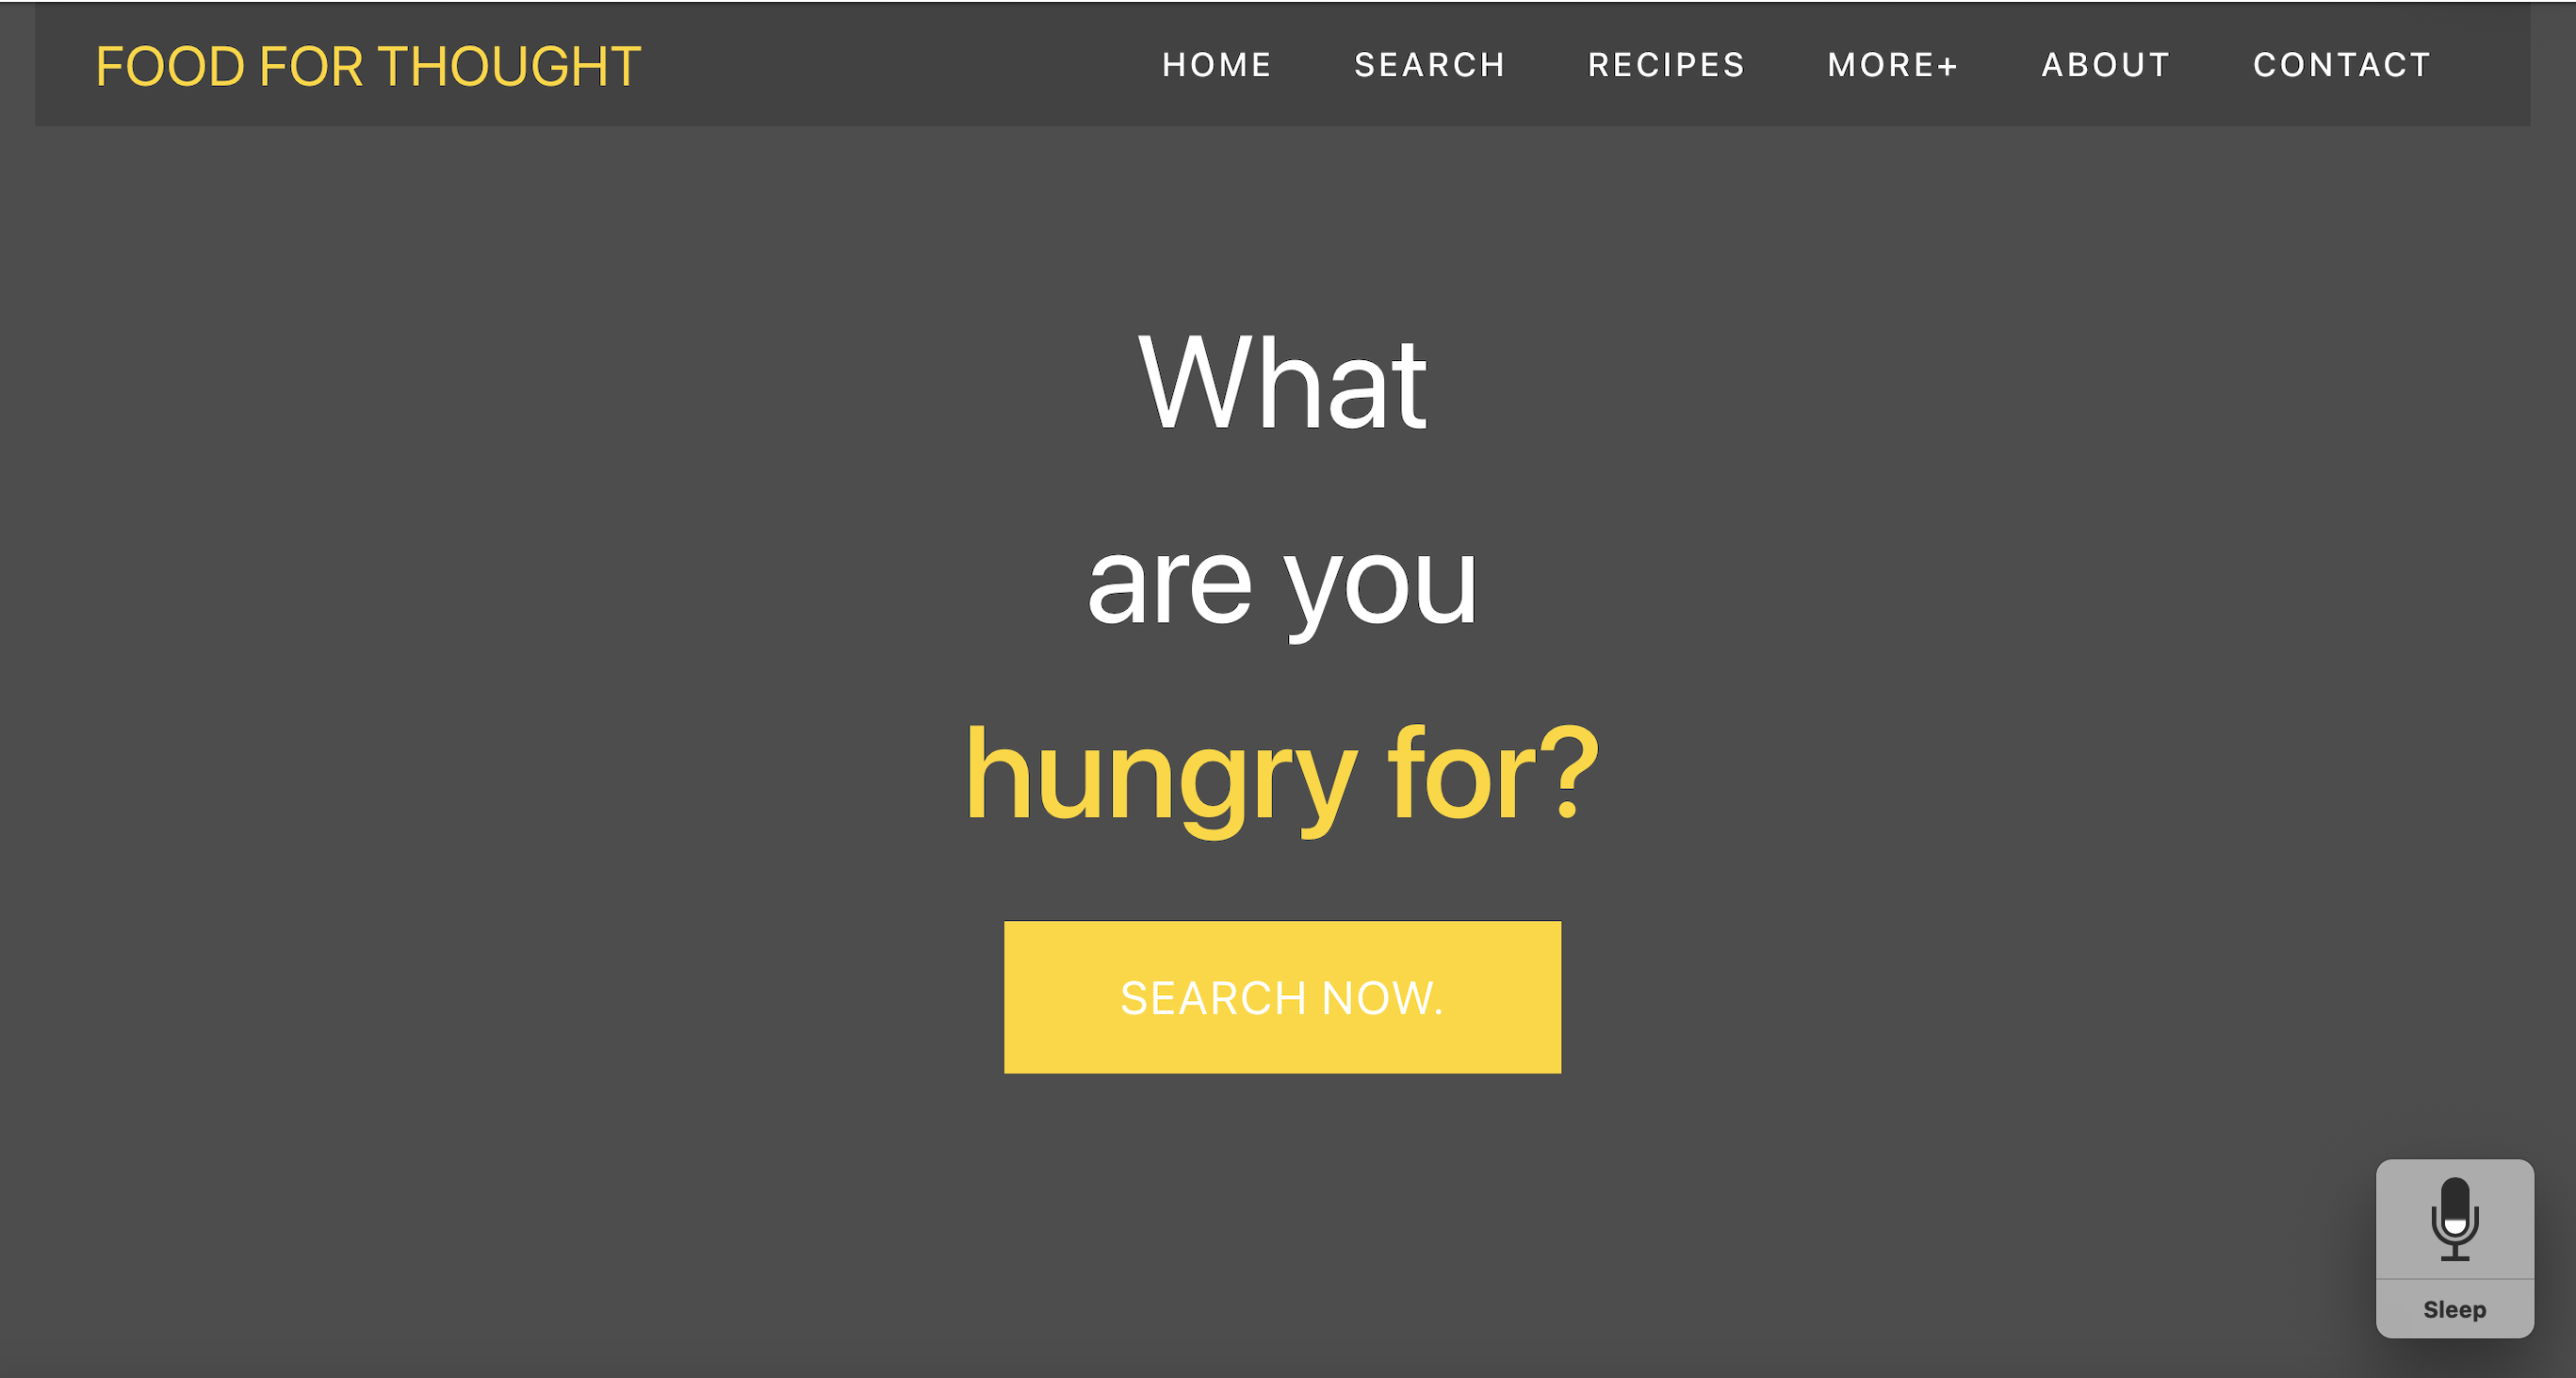 FOOD FOR THOUGHT
HOME SEARCH RECIPES MORE+ ABOUT CONTACT
What
are you
hungry for?
SEARCH NOW.
Sleep